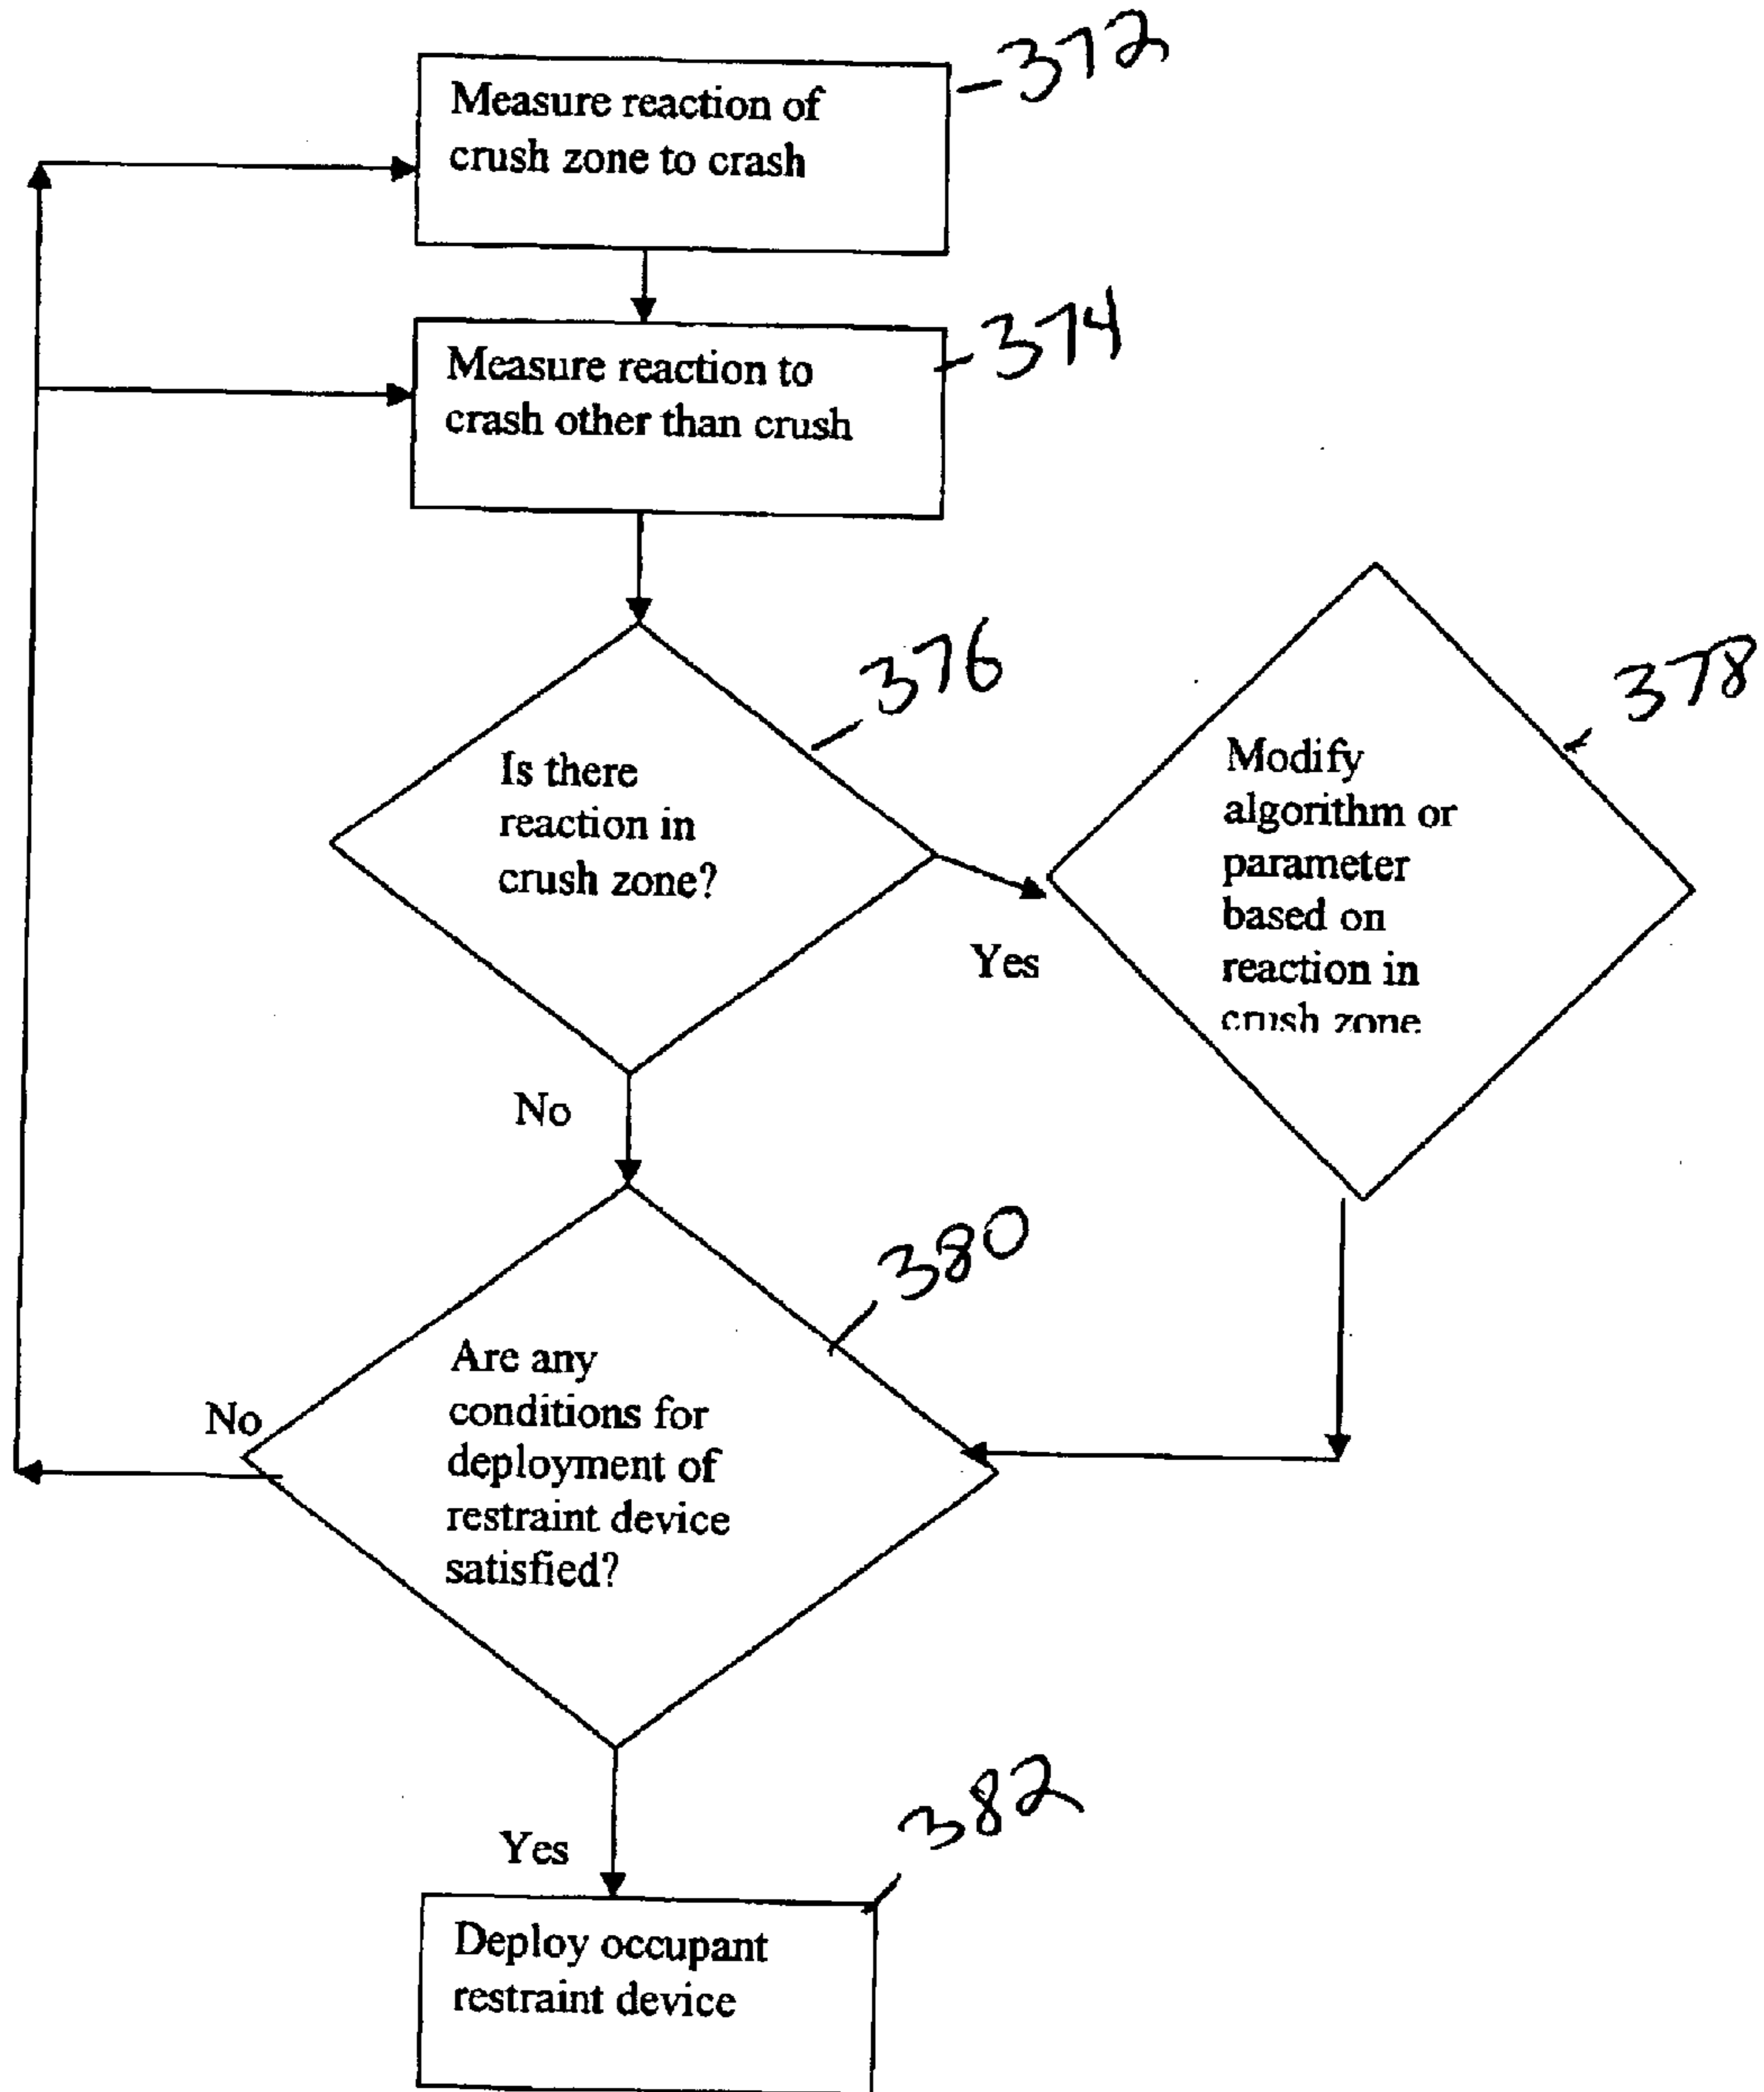 372
Measure reaction of
crush zone to crash
374
Measure reaction to
crash other than crush
376
Is there
reaction in
crush zone?
378
Modify
algorithm or
parameter
based on
reaction in
crush zone
Yes
No
380
Are any
conditions for
deployment of
restraint device
satisfied?
No
Yes
382
Deploy occupant
restraint device